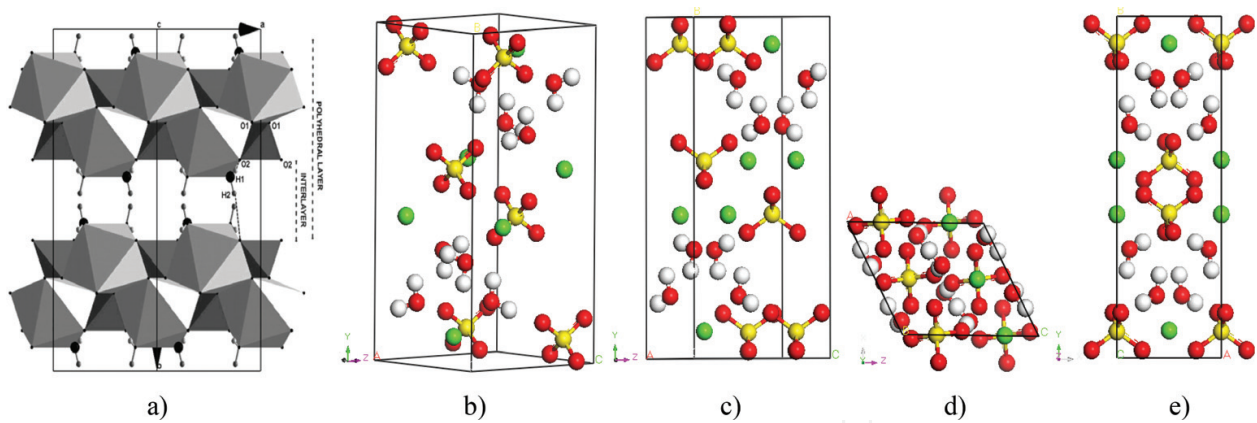 c
a
O1
O1
O2
O2
H1
H2
b
POLYHEDRAL LAYER
INTERLAYER
B
A
C
Y
Z
B
A
C
Y
Z
A
C
Z
B
C
A
Y
Z
a)
b)
c)
d)
e)